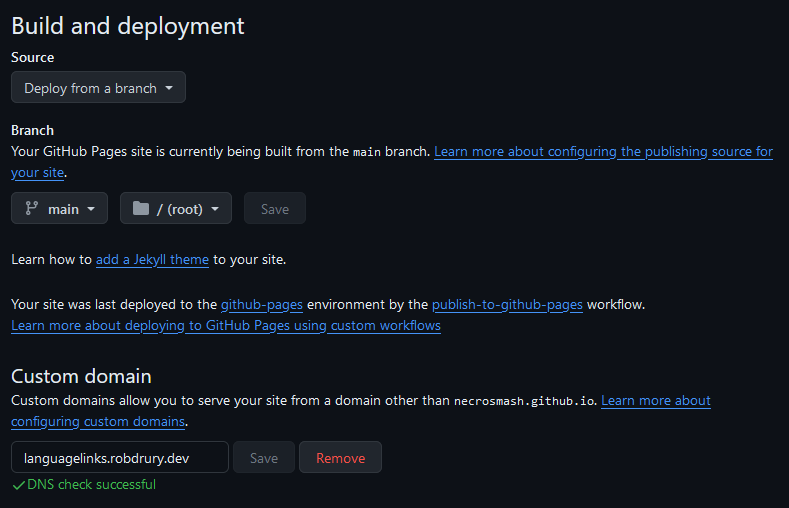 Build and deployment
Source
Deploy from a branch
Branch
Your GitHub Pages site is currently being built from the main branch. Learn more about configuring the publishing source for
your site.
main / (root) Save
Learn how to add a Jekyll theme to your site.
Your site was last deployed to the github-pages environment by the publish-to-github-pages workflow.
Learn more about deploying to GitHub Pages using custom workflows
Custom domain
Custom domains allow you to serve your site from a domain other than necrosmash.github.io. Learn more about
configuring custom domains.
languagelinks.robdrury.dev Save Remove
DNS check successful